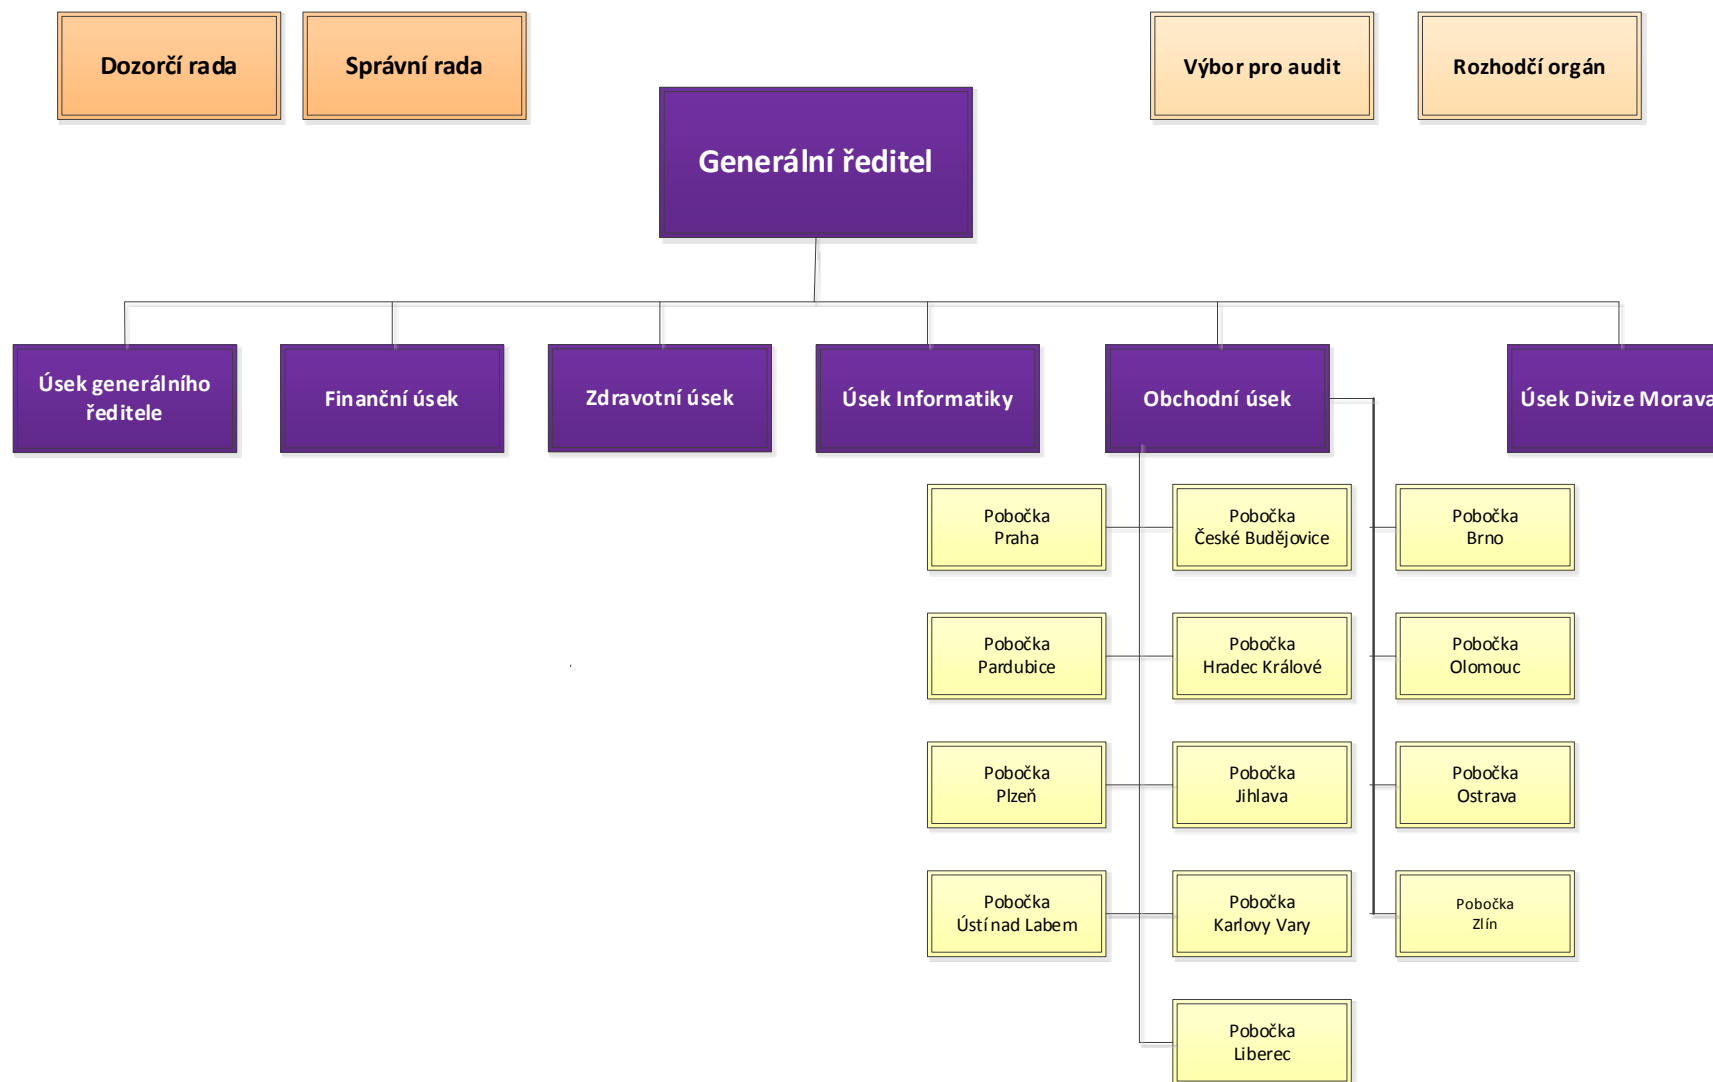 Dozorčí rada
Správní rada
Výbor pro audit
Rozhodčí orgán
Generální ředitel
Úsek generálního
ředitele
Finanční úsek
Zdravotní úsek
Úsek Informatiky
Obchodní úsek
Úsek Divize Morava
Pobočka
Praha
Pobočka
České Budějovice
Pobočka
Brno
Pobočka
Pardubice
Pobočka
Hradec Králové
Pobočka
Olomouc
Pobočka
Plzeň
Pobočka
Jihlava
Pobočka
Ostrava
Pobočka
Ústí nad Labem
Pobočka
Karlovy Vary
Pobočka
Zlín
Pobočka
Liberec